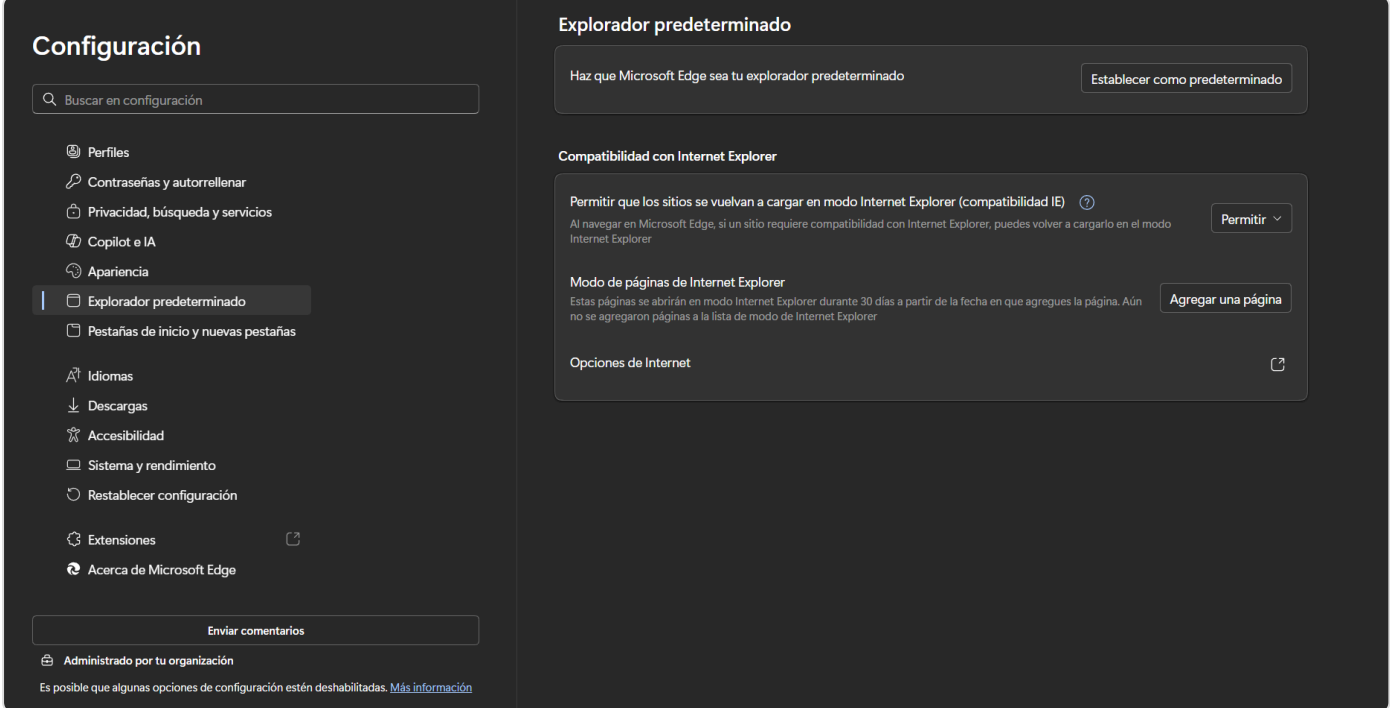 Configuración
Buscar en configuración
Perfiles
Contraseñas y autorrellenar
Privacidad, búsqueda y servicios
Copilot e IA
Apariencia
Explorador predeterminado
Pestañas de inicio y nuevas pestañas
Idiomas
Descargas
Accesibilidad
Sistema y rendimiento
Restablecer configuración
Extensiones
Acerca de Microsoft Edge
Enviar comentarios
Administrado por tu organización
Es posible que algunas opciones de configuración estén deshabilitadas. Más información
Explorador predeterminado
Haz que Microsoft Edge sea tu explorador predeterminado
Establecer como predeterminado
Compatibilidad con Internet Explorer
Permitir que los sitios se vuelvan a cargar en modo Internet Explorer (compatibilidad IE)
Al navegar en Microsoft Edge, si un sitio requiere compatibilidad con Internet Explorer, puedes volver a cargarlo en el modo
Internet Explorer
Permitir
Modo de páginas de Internet Explorer
Estas páginas se abrirán en modo Internet Explorer durante 30 días a partir de la fecha en que agregues la página. Aún
no se agregaron páginas a la lista de modo de Internet Explorer
Agregar una página
Opciones de Internet